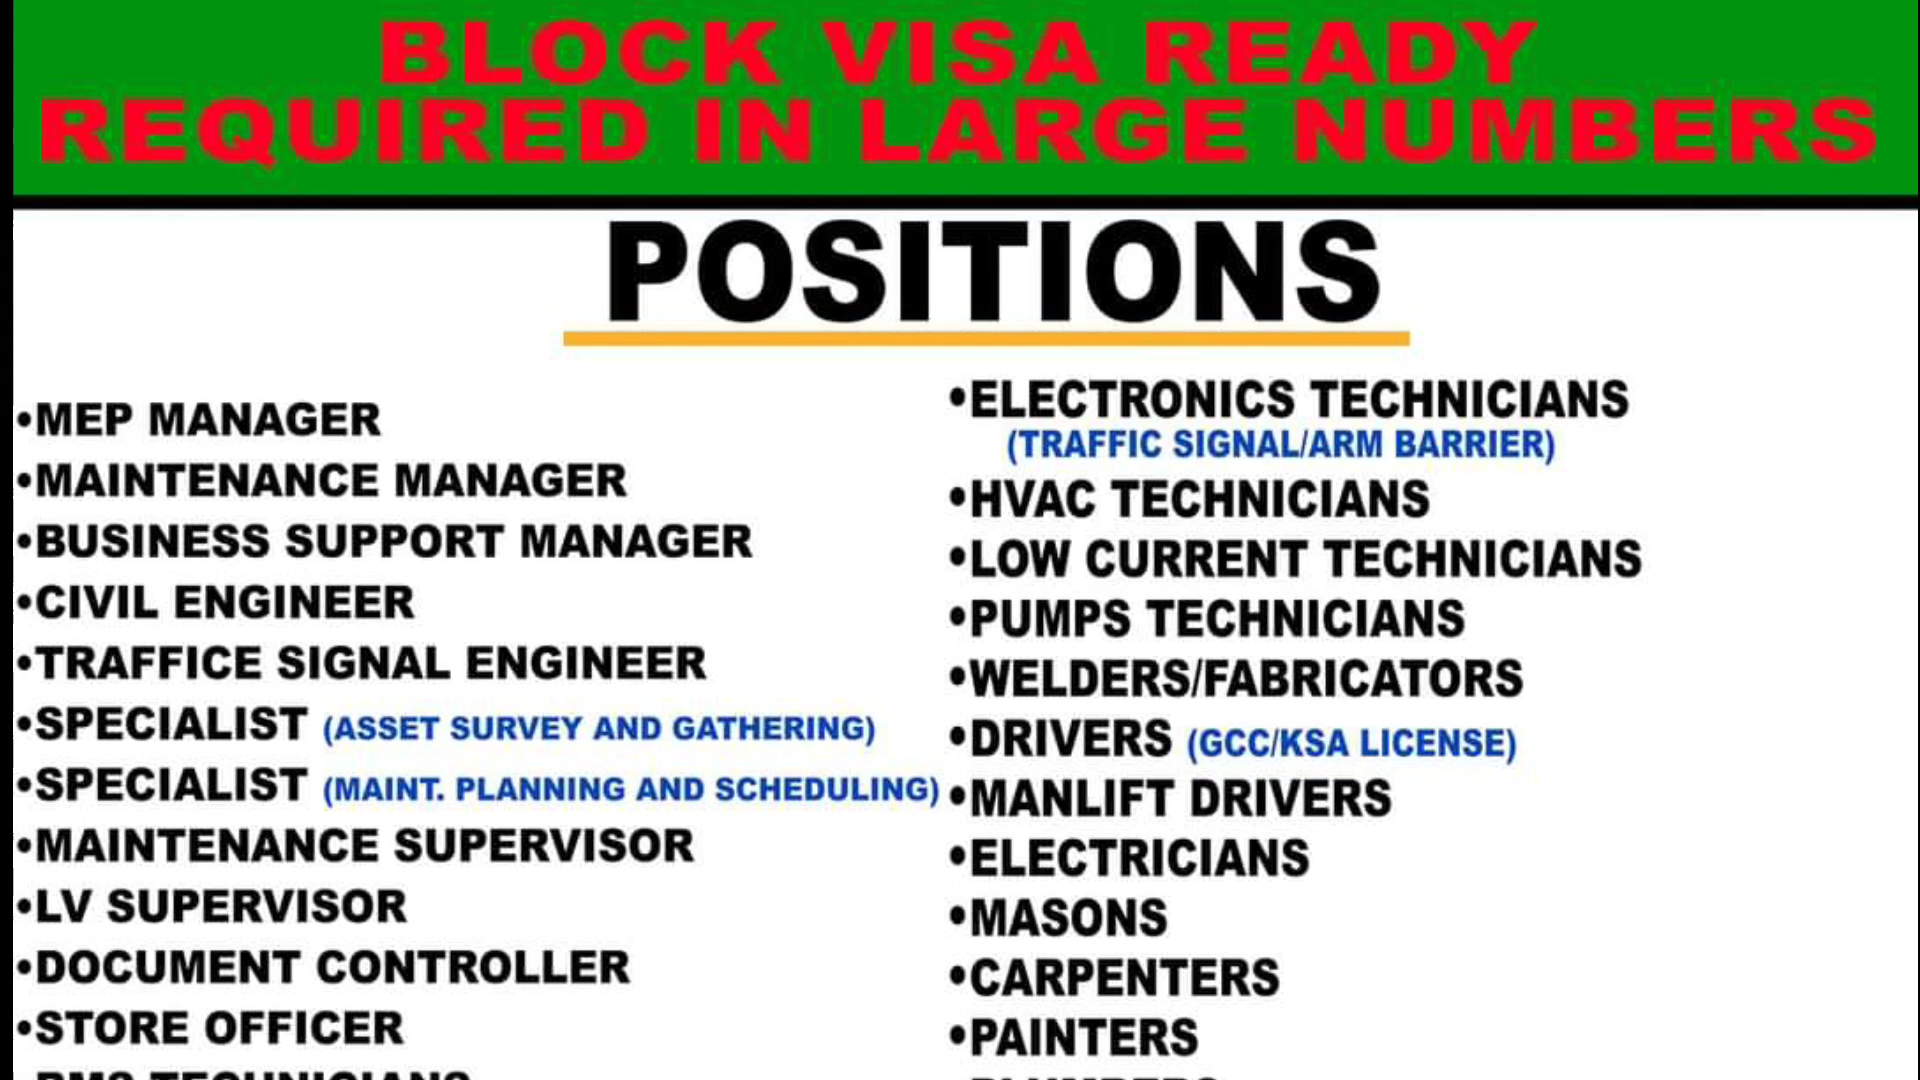 BLOCK VISA READY
REQUIRED IN LARGE NUMBERS
POSITIONS
•MEP MANAGER
•MAINTENANCE MANAGER
•BUSINESS SUPPORT MANAGER
•CIVIL ENGINEER
•TRAFFICE SIGNAL ENGINEER
•SPECIALIST (ASSET SURVEY AND GATHERING)
•SPECIALIST (MAINT. PLANNING AND SCHEDULING)
•MAINTENANCE SUPERVISOR
•LV SUPERVISOR
•DOCUMENT CONTROLLER
•STORE OFFICER
•ELECTRONICS TECHNICIANS
(TRAFFIC SIGNAL/ARM BARRIER)
•HVAC TECHNICIANS
•LOW CURRENT TECHNICIANS
•PUMPS TECHNICIANS
•WELDERS/FABRICATORS
•DRIVERS (GCC/KSA LICENSE)
•MANLIFT DRIVERS
•ELECTRICIANS
•MASONS
•CARPENTERS
•PAINTERS